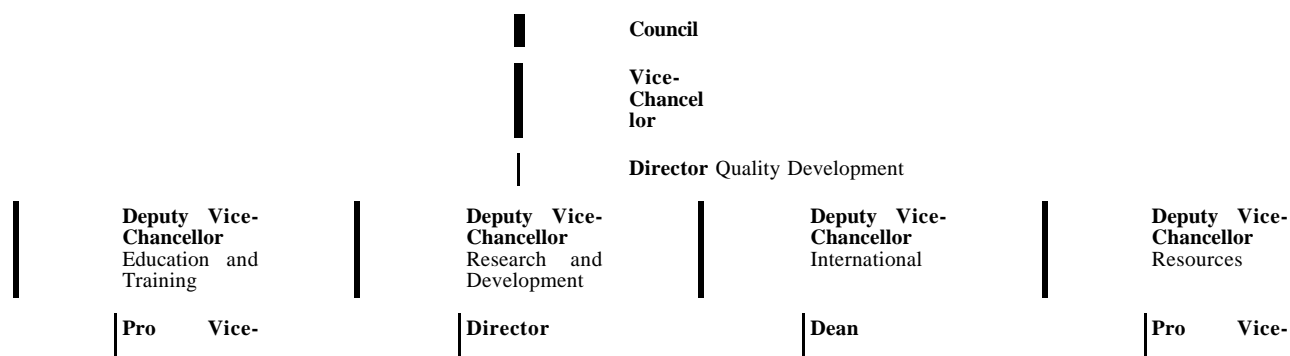 Council
Vice-
Chancel
lor
Director Quality Development
Deputy Vice-
Chancellor
Education and
Training
Deputy Vice-
Chancellor
Research and
Development
Deputy Vice-
Chancellor
International
Deputy Vice-
Chancellor
Resources
Pro Vice-
Director
Dean
Pro Vice-